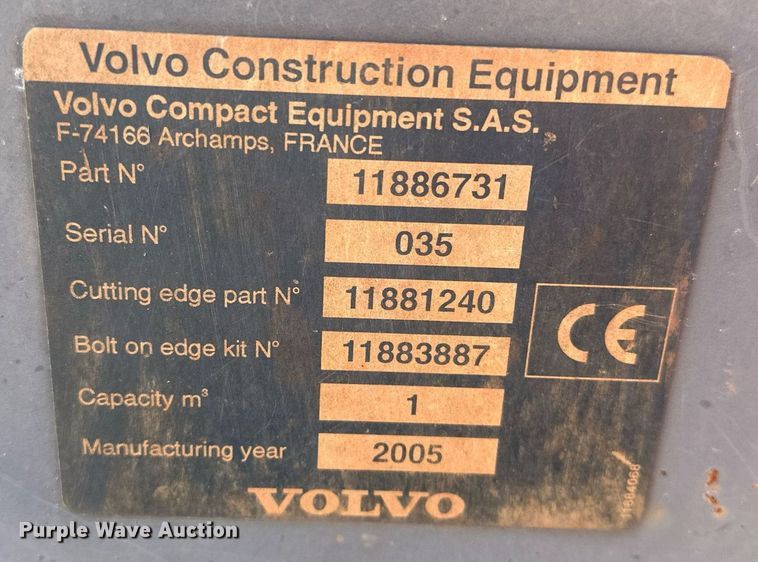 Volvo Construction Equipment
Volvo Compact Equipment S.A.S.
F-74166 Archamps, FRANCE
Part N° 11886731
Serial N° 035
Cutting edge part N° 11881240
Bolt on edge kit N° 11883887
CE
Capacity m³ 1
Manufacturing year 2005
VOLVO
Purple Wave Auction